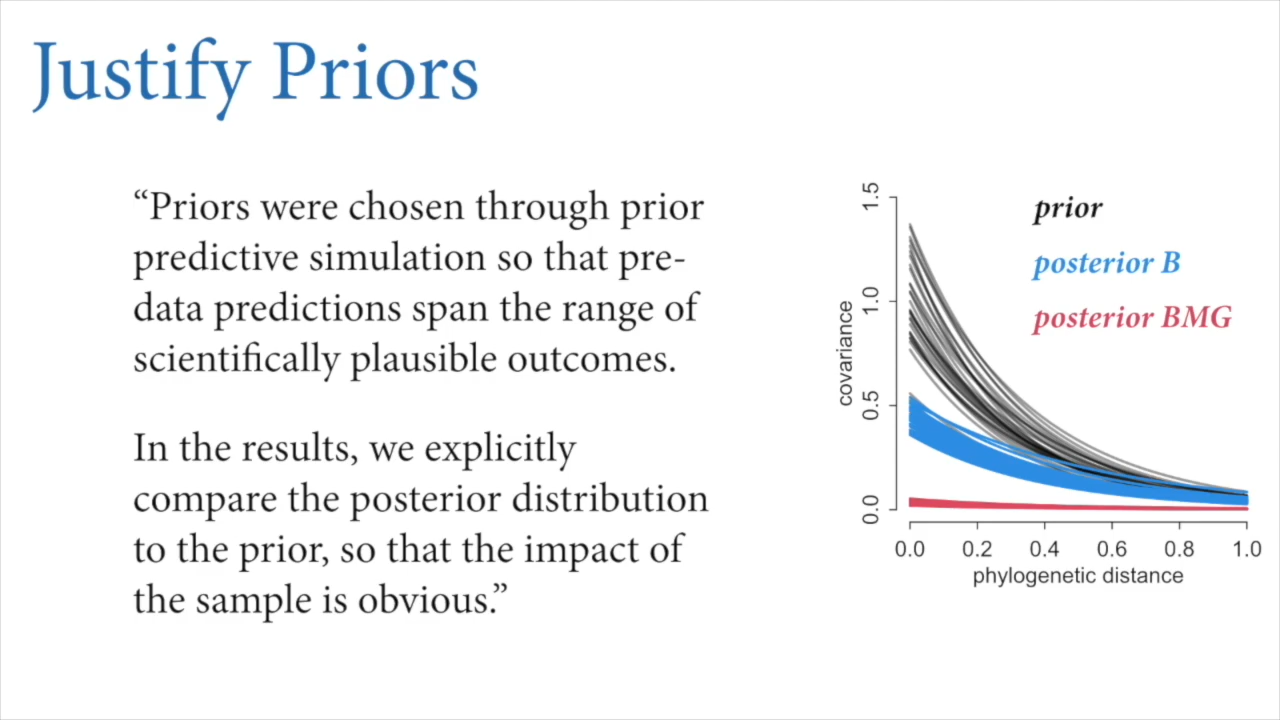 Justify Priors
“Priors were chosen through prior
predictive simulation so that pre-
data predictions span the range of
scientifically plausible outcomes.
In the results, we explicitly
compare the posterior distribution
to the prior, so that the impact of
the sample is obvious.”
prior
posterior B
posterior BMG
covariance
1.5
1.0
0.5
0.0
0.0 0.2 0.4 0.6 0.8 1.0
phylogenetic distance